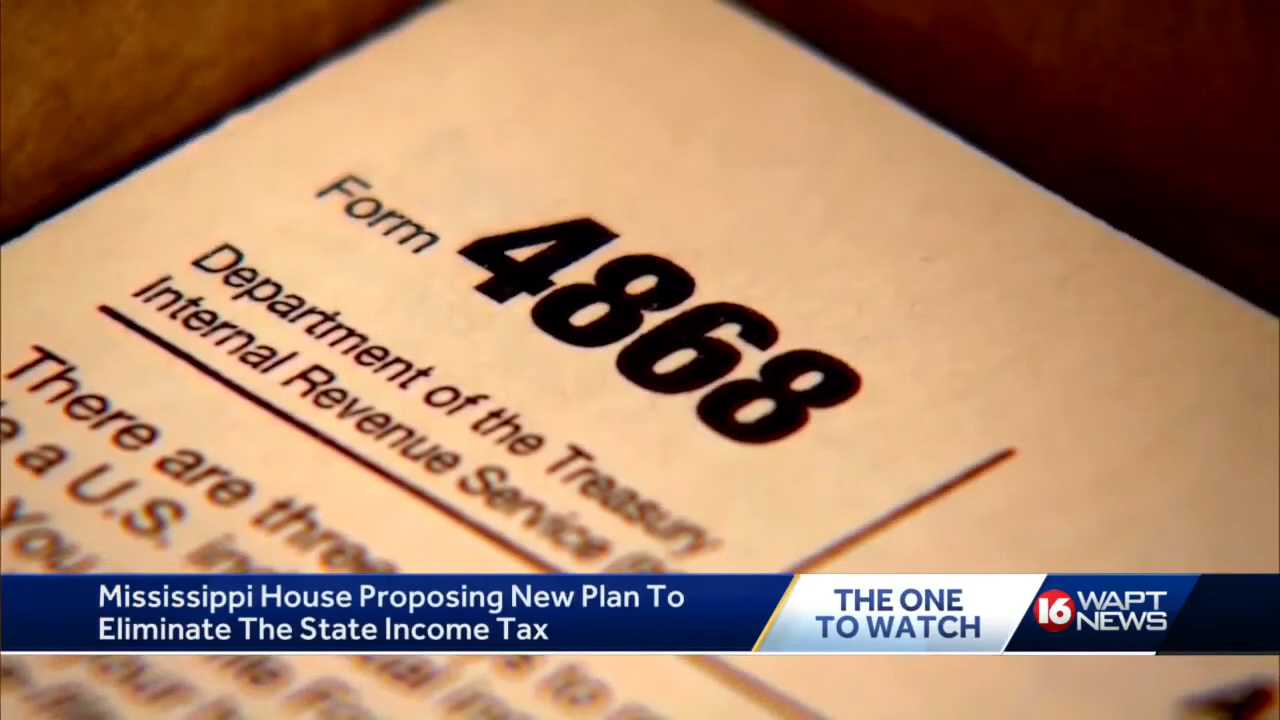 Form 4868
Department of the Treasury
Internal Revenue Service
There are three
a U.S.
You
Mississippi House Proposing New Plan To
Eliminate The State Income Tax
THE ONE
TO WATCH
16 WAPT
NEWS